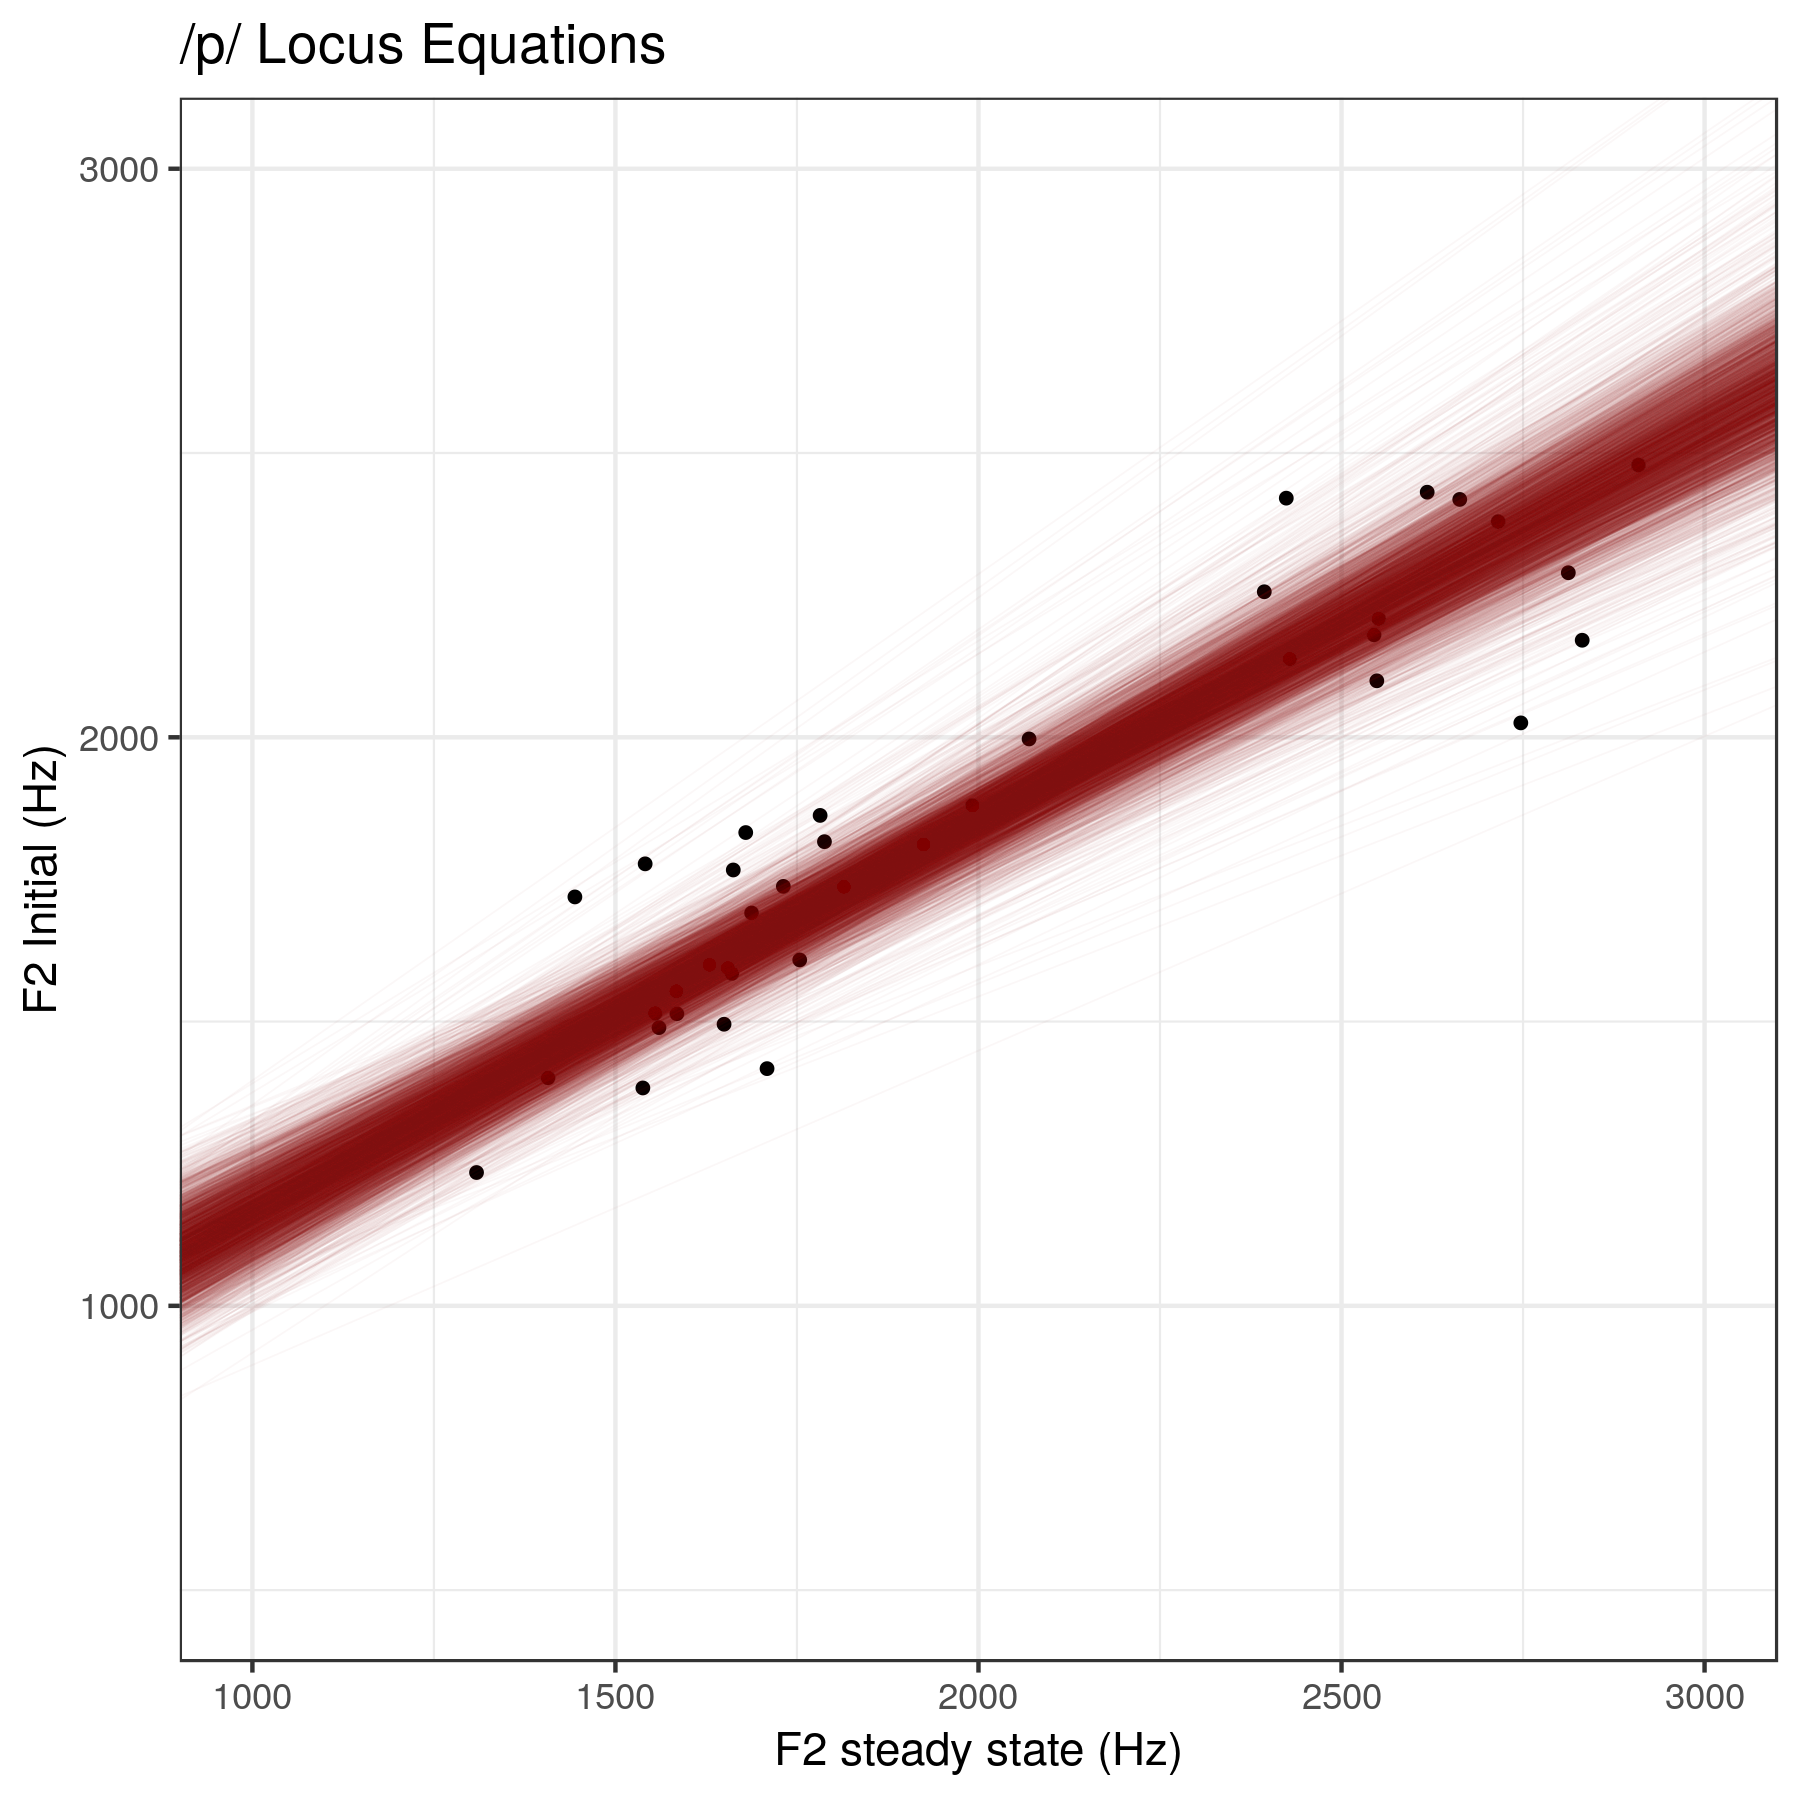 /p/ Locus Equations
3000
2000
1000
F2 Initial (Hz)
1000 1500 2000 2500 3000
F2 steady state (Hz)